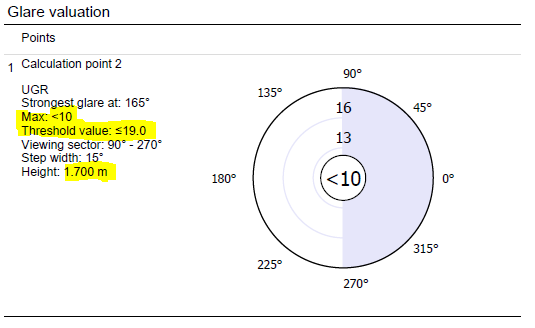 Glare valuation
Points
1 Calculation point 2
UGR
Strongest glare at: 165°
Max: <10
Threshold value: ≤19.0
Viewing sector: 90° - 270°
Step width: 15°
Height: 1.700 m
90°
135°
45°
16
13
180°
<10
0°
225°
315°
270°